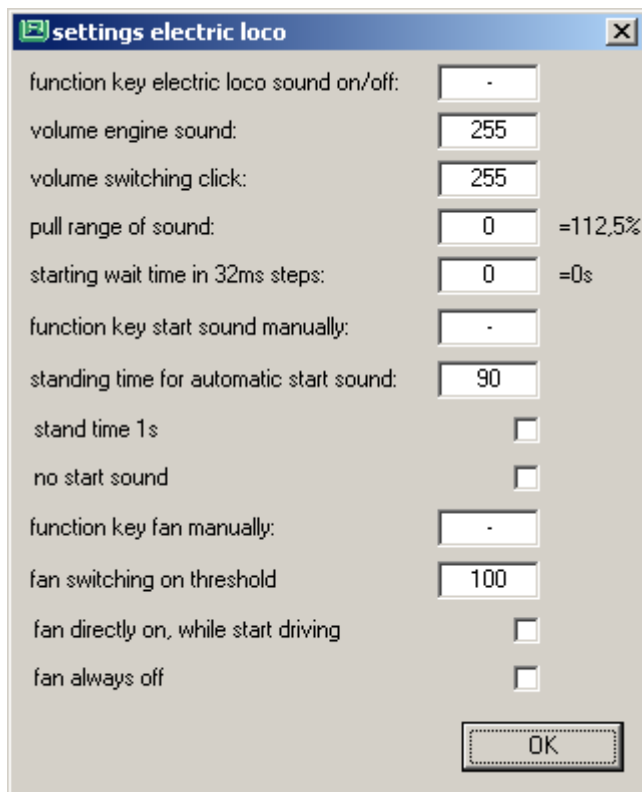 settings electric loco
function key electric loco sound on/off: -
volume engine sound: 255
volume switching click: 255
pull range of sound: 0 =112,5%
starting wait time in 32ms steps: 0 =0s
function key start sound manually: -
standing time for automatic start sound: 90
stand time 1s
no start sound
function key fan manually: -
fan switching on threshold 100
fan directly on, while start driving
fan always off
OK